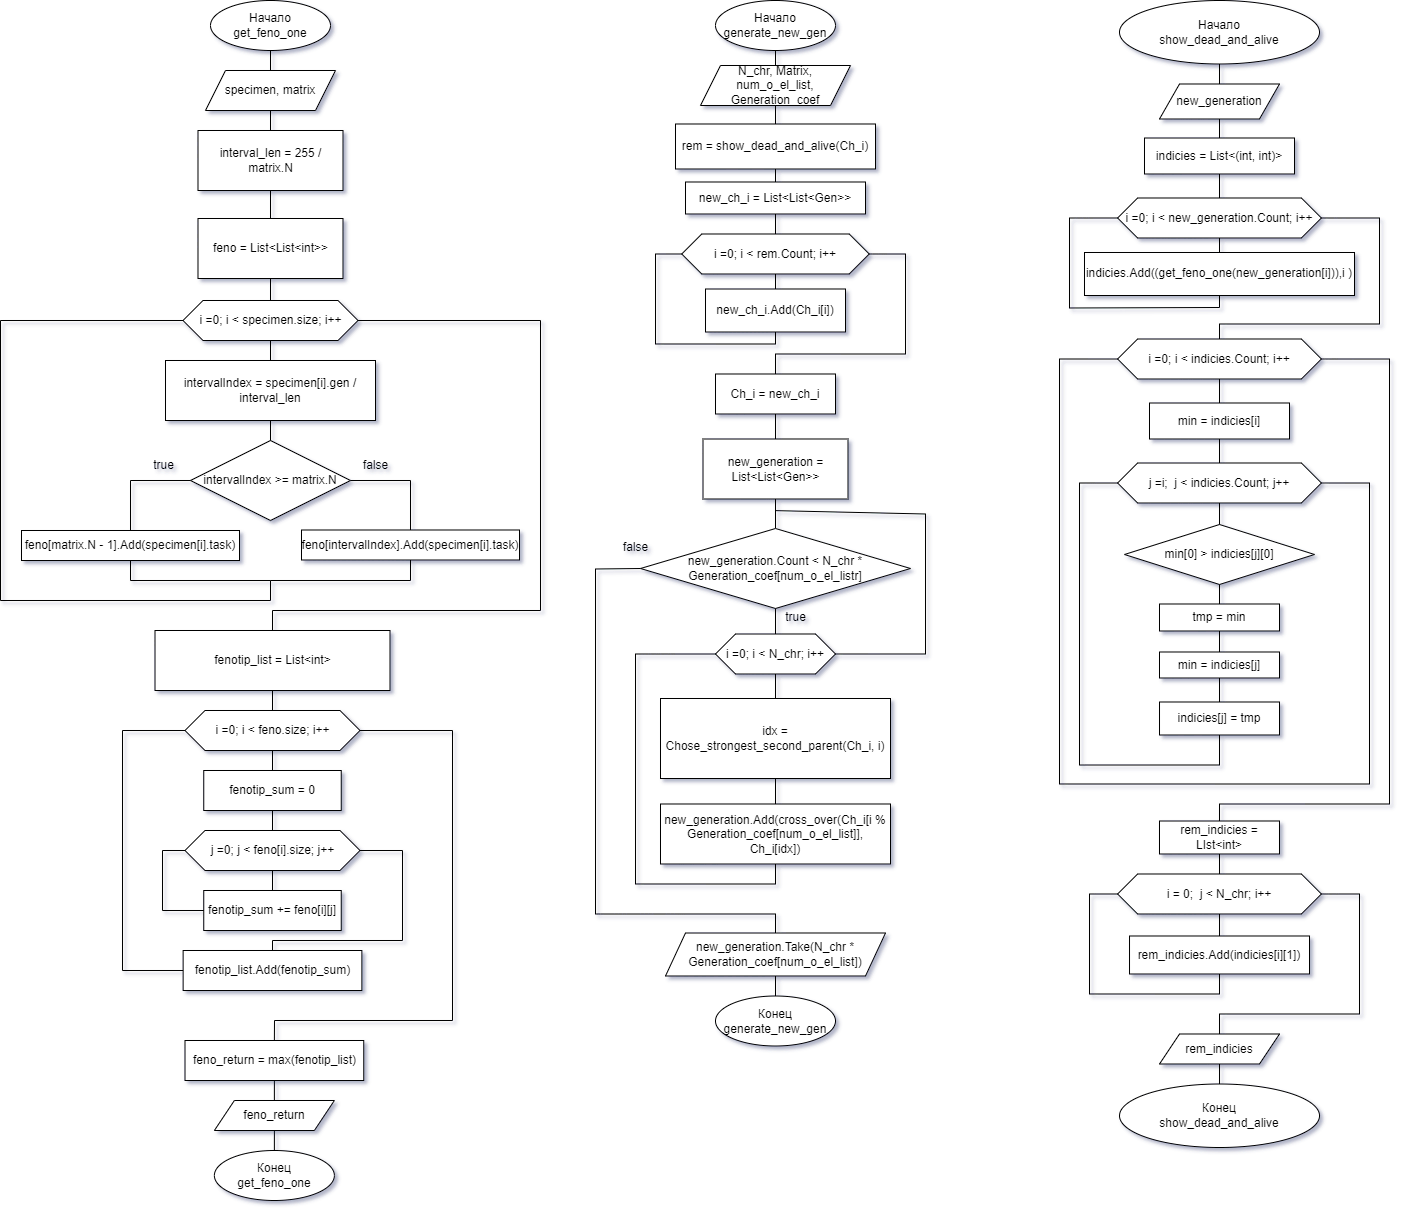 Начало
get_feno_one
specimen, matrix
interval_len = 255 /
matrix.N
feno = List<List<int>>
i =0; i < specimen.size; i++
intervalIndex = specimen[i].gen /
interval_len
true
false
intervalIndex >= matrix.N
feno[matrix.N - 1].Add(specimen[i].task)
feno[intervalIndex].Add(specimen[i].task)
fenotip_list = List<int>
i =0; i < feno.size; i++
fenotip_sum = 0
j =0; j < feno[i].size; j++
fenotip_sum += feno[i][j]
fenotip_list.Add(fenotip_sum)
feno_return = max(fenotip_list)
feno_return
Конец
get_feno_one
Начало
generate_new_gen
N_chr, Matrix,
num_o_el_list,
Generation_coef
rem = show_dead_and_alive(Ch_i)
new_ch_i = List<List<Gen>>
i =0; i < rem.Count; i++
new_ch_i.Add(Ch_i[i])
Ch_i = new_ch_i
new_generation =
List<List<Gen>>
false
new_generation.Count < N_chr *
Generation_coef[num_o_el_listr]
true
i =0; i < N_chr; i++
idx =
Chose_strongest_second_parent(Ch_i, i)
new_generation.Add(cross_over(Ch_i[i %
Generation_coef[num_o_el_list]],
Ch_i[idx])
new_generation.Take(N_chr *
Generation_coef[num_o_el_list])
Конец
generate_new_gen
Начало
show_dead_and_alive
new_generation
indicies = List<(int, int)>
i =0; i < new_generation.Count; i++
indicies.Add((get_feno_one(new_generation[i])),i )
i =0; i < indicies.Count; i++
min = indicies[i]
j =i;  j < indicies.Count; j++
min[0] > indicies[j][0]
tmp = min
min = indicies[j]
indicies[j] = tmp
rem_indicies =
LIst<int>
i = 0;  j < N_chr; i++
rem_indicies.Add(indicies[i][1])
rem_indicies
Конец
show_dead_and_alive